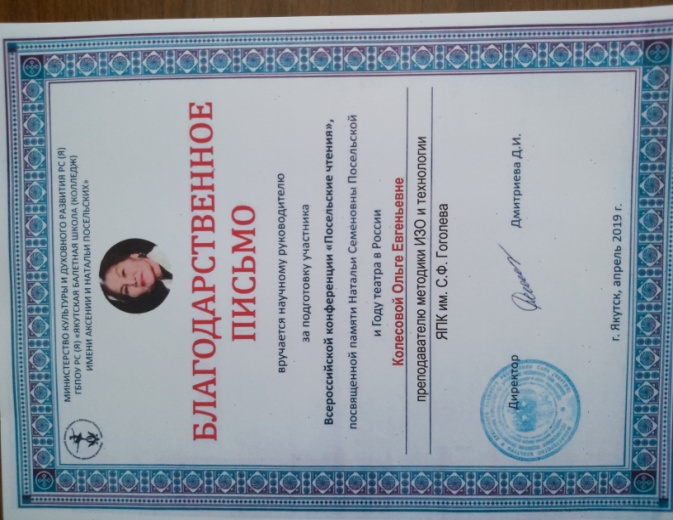 МИНИСТЕРСТВО КУЛЬТУРЫ И ДУХОВНОГО РАЗВИТИЯ РС (Я)
ГБПОУ РС (Я) «ЯКУТСКАЯ БАЛЕТНАЯ ШКОЛА (КОЛЛЕДЖ)
ИМЕНИ АКСЕНИИ И НАТАЛЬИ ПОСЕЛЬСКИХ»
БЛАГОДАРСТВЕННОЕ
ПИСЬМО
вручается научному руководителю
за подготовку участника
Всероссийской конференции «Посельские чтения»,
посвященной памяти Натальи Семеновны Посельской
и Году театра в России
Колесовой Ольге Евгеньевне
преподавателю методики ИЗО и технологии
ЯПК им. С.Ф. Гоголева
Директор Дмитриева Д.И.
г. Якутск, апрель 2019 г.